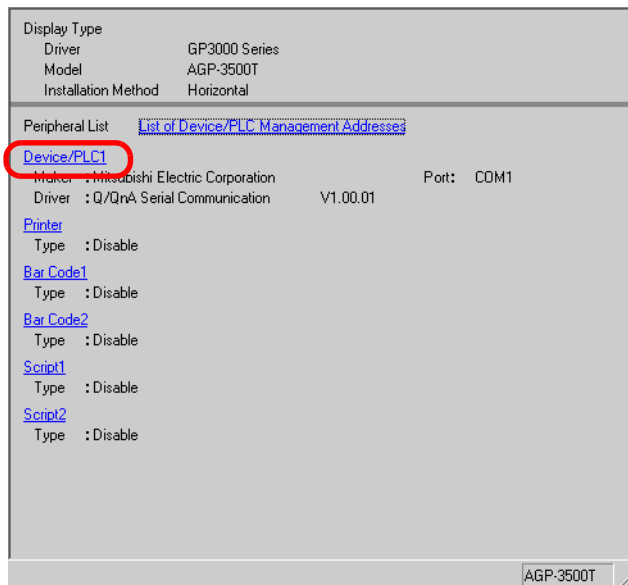 Display Type
Driver GP3000 Series
Model AGP-3500T
Installation Method Horizontal
Peripheral List List of Device/PLC Management Addresses
Device/PLC1
Maker : Mitsubishi Electric Corporation Port: COM1
Driver : Q/QnA Serial Communication V1.00.01
Printer
Type : Disable
Bar Code1
Type : Disable
Bar Code2
Type : Disable
Script1
Type : Disable
Script2
Type : Disable
AGP-3500T